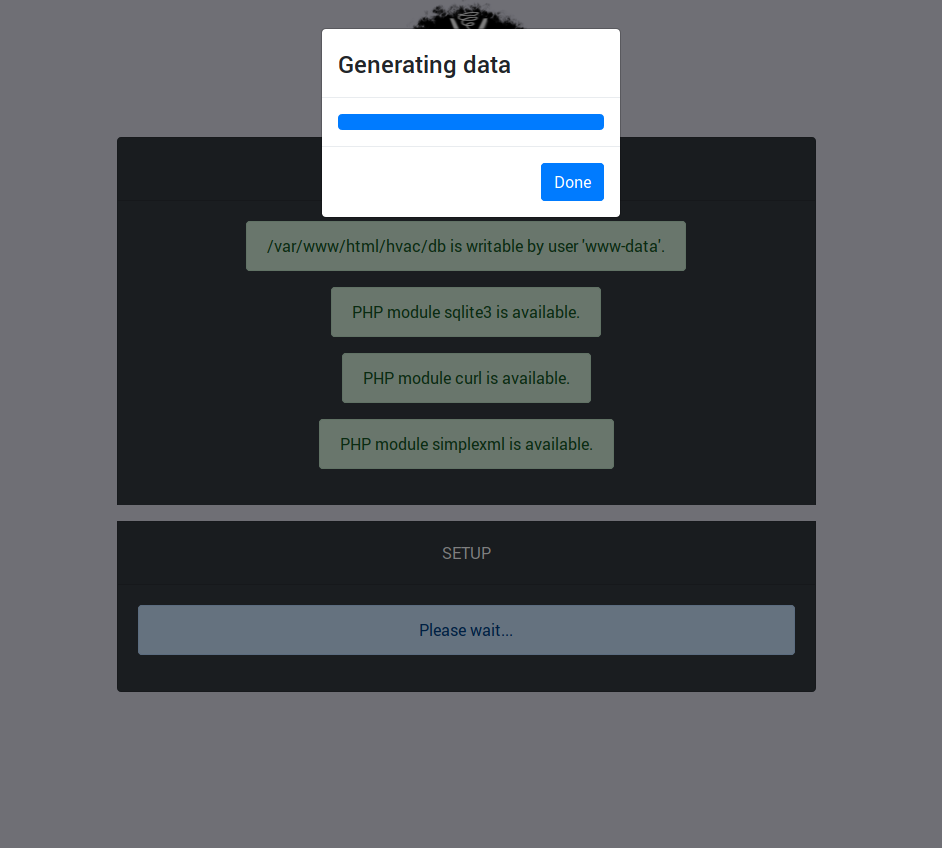 Generating data
Done
/var/www/html/hvac/db is writable by user 'www-data'.
PHP module sqlite3 is available.
PHP module curl is available.
PHP module simplexml is available.
SETUP
Please wait...